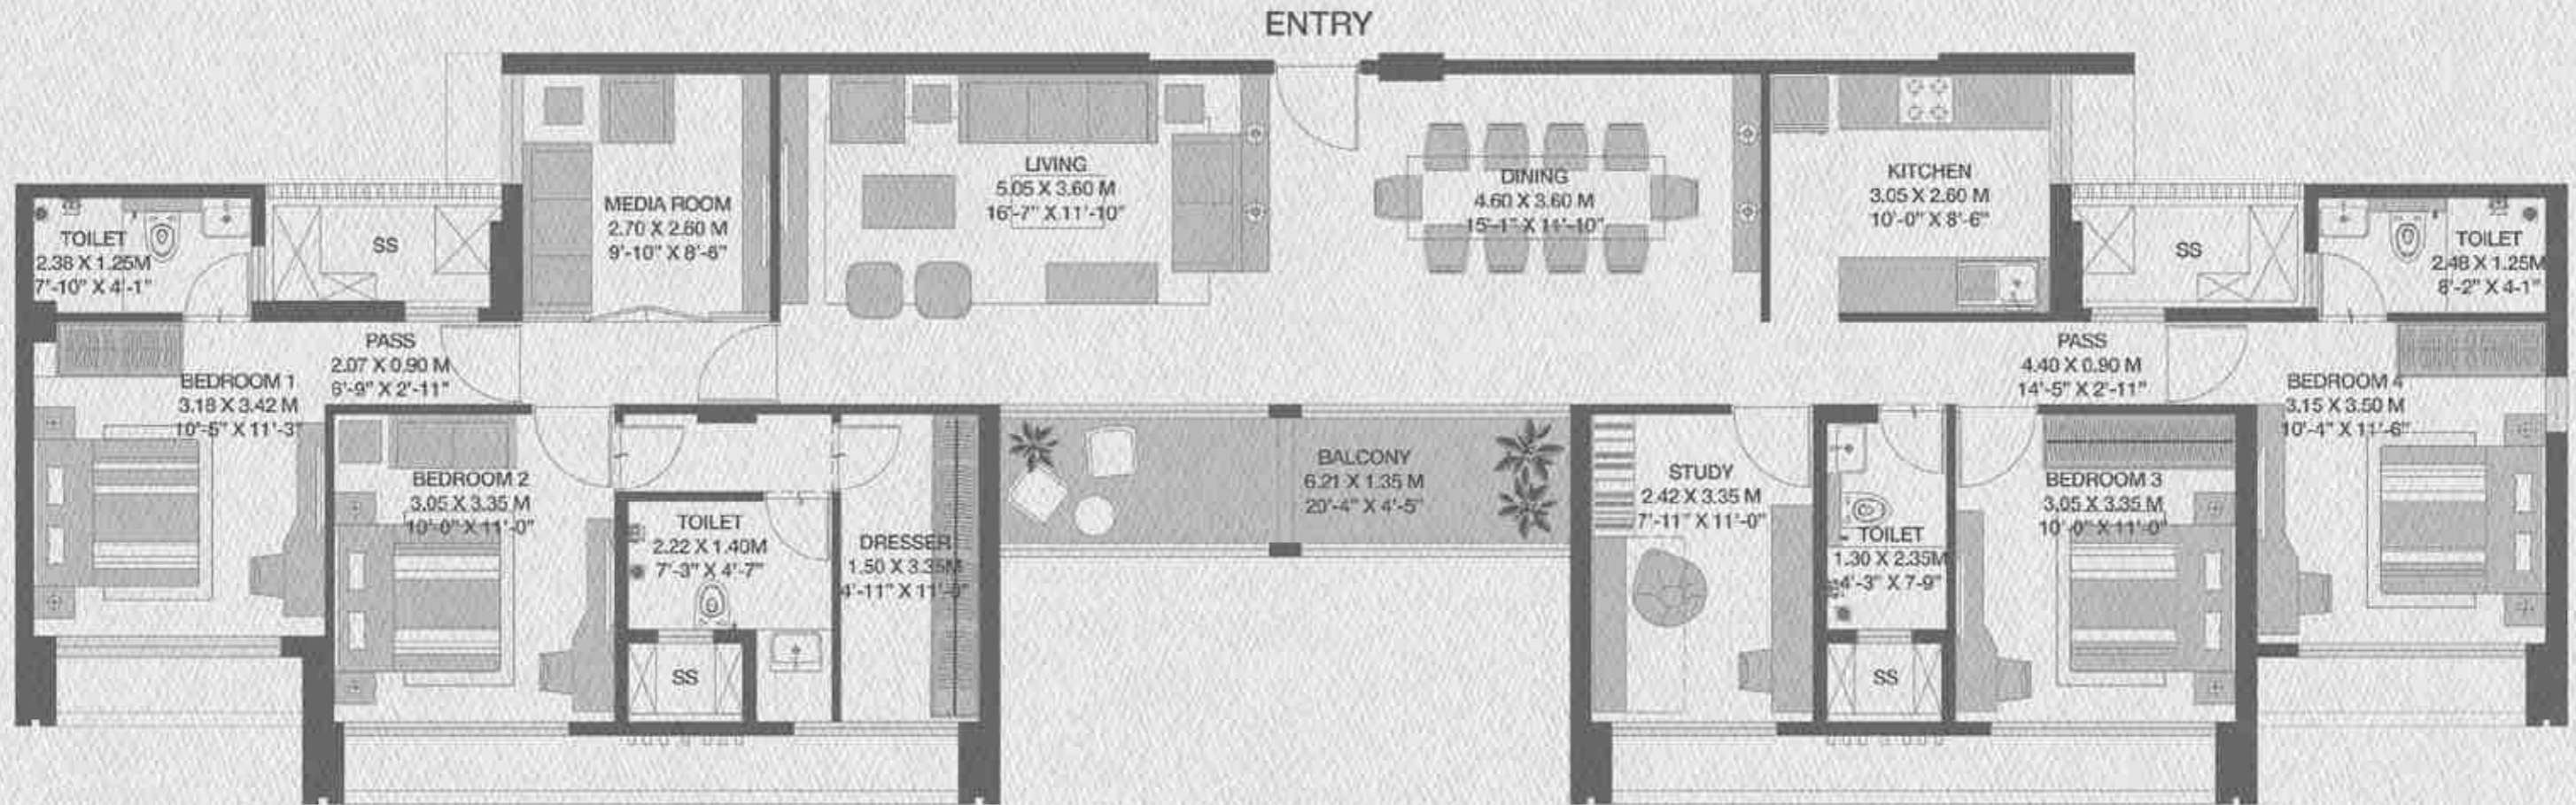 ENTRY
LIVING
5.05 X 3.60 M
16'-7" X 11'-10"
DINING
4.60 X 3.60 M
15'-1" X 11'-10"
KITCHEN
3.05 X 2.60 M
10'-0" X 8'-6"
MEDIA ROOM
2.70 X 2.60 M
9'-10" X 8'-6"
TOILET
2.38 X 1.25M
7'-10" X 4'-1"
SS
SS
TOILET
2.48 X 1.25M
8'-2" X 4-1"
PASS
2.07 X 0.90 M
6'-9" X 2'-11"
PASS
4.40 X 0.90 M
14'-5" X 2'-11"
BEDROOM 1
3.18 X 3.42 M
10'-5" X 11'-3"
BEDROOM 4
3.15 X 3.50 M
10'-4" X 11'-6"
BEDROOM 2
3.05 X 3.35 M
10'-0" X 11'-0"
BALCONY
6.21 X 1.35 M
20'-4" X 4'-5"
STUDY
2.42 X 3.35 M
7'-11" X 11'-0"
BEDROOM 3
3.05 X 3.35 M
10'-0" X 11'-0"
TOILET
2.22 X 1.40M
7'-3" X 4'-7"
DRESSER
1.50 X 3.35M
4'-11" X 11'-0"
TOILET
1.30 X 2.35M
4'-3" X 7-9"
SS
SS